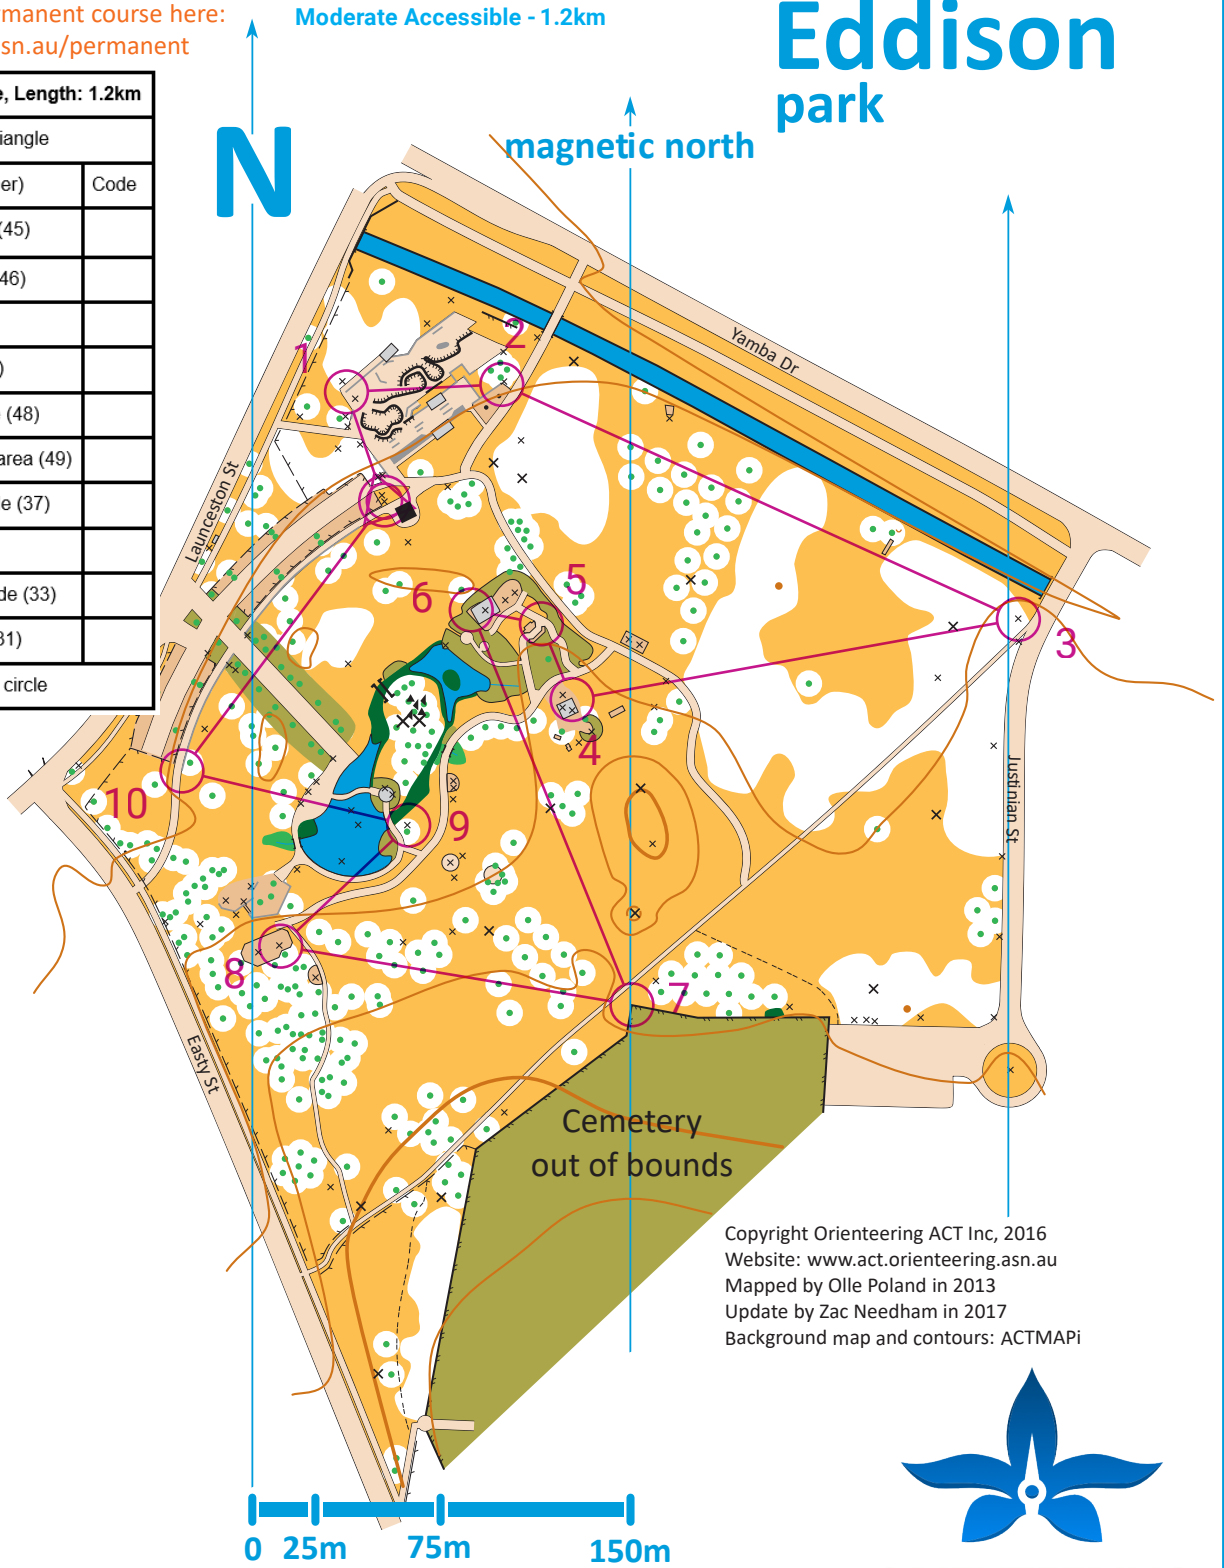 rmanent course here:
sn.au/permanent
Moderate Accessible - 1.2km
Eddison
park
N
magnetic north
e, Length: 1.2km
iangle
er) Code
(45)
46)
)
(48)
area (49)
e (37)
de (33)
31)
circle
Yamba Dr
Launceston St
Justinian St
Easty St
1
2
3
4
5
6
7
8
9
10
Cemetery
out of bounds
Copyright Orienteering ACT Inc, 2016
Website: www.act.orienteering.asn.au
Mapped by Olle Poland in 2013
Update by Zac Needham in 2017
Background map and contours: ACTMAPi
0 25m 75m 150m